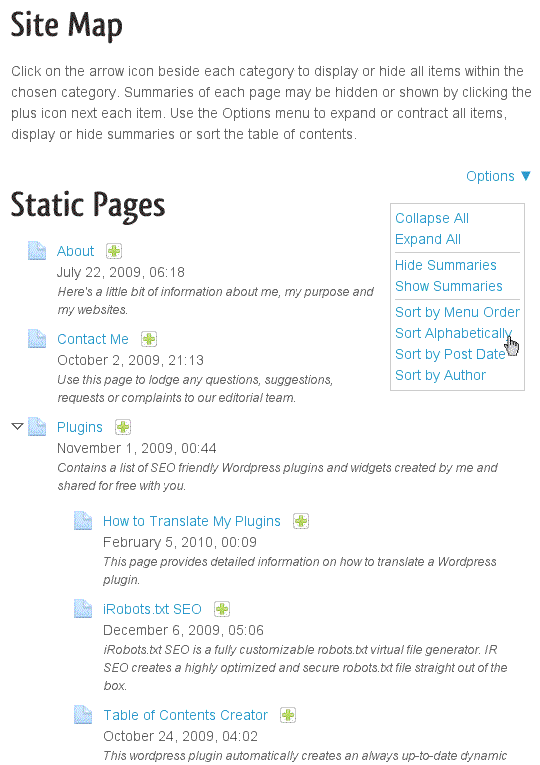 Site Map
Click on the arrow icon beside each category to display or hide all items within the
chosen category. Summaries of each page may be hidden or shown by clicking the
plus icon next each item. Use the Options menu to expand or contract all items,
display or hide summaries or sort the table of contents.
Options ▼
Static Pages
Collapse All
Expand All
Hide Summaries
Show Summaries
Sort by Menu Order
Sort Alphabetically
Sort by Post Date
Sort by Author
About
July 22, 2009, 06:18
Here's a little bit of information about me, my purpose and
my websites.
Contact Me
October 2, 2009, 21:13
Use this page to lodge any questions, suggestions,
requests or complaints to our editorial team.
Plugins
November 1, 2009, 00:44
Contains a list of SEO friendly Wordpress plugins and widgets created by me and
shared for free with you.
How to Translate My Plugins
February 5, 2010, 00:09
This page provides detailed information on how to translate a Wordpress
plugin.
iRobots.txt SEO
December 6, 2009, 05:06
iRobots.txt SEO is a fully customizable robots.txt virtual file generator. IR
SEO creates a highly optimized and secure robots.txt file straight out of the
box.
Table of Contents Creator
October 24, 2009, 04:02
This wordpress plugin automatically creates an always up-to-date dynamic